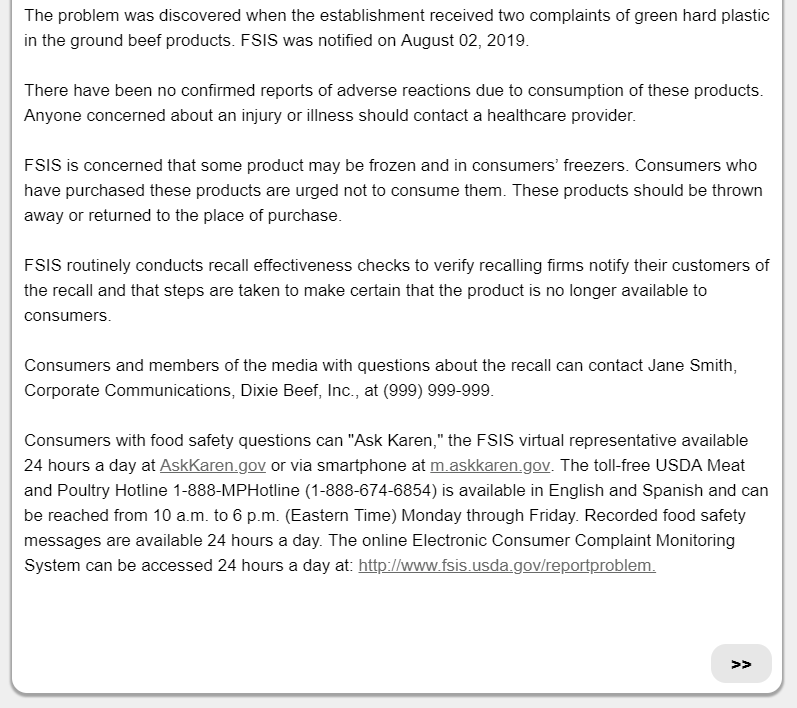 The problem was discovered when the establishment received two complaints of green hard plastic
in the ground beef products. FSIS was notified on August 02, 2019.
There have been no confirmed reports of adverse reactions due to consumption of these products.
Anyone concerned about an injury or illness should contact a healthcare provider.
FSIS is concerned that some product may be frozen and in consumers’ freezers. Consumers who
have purchased these products are urged not to consume them. These products should be thrown
away or returned to the place of purchase.
FSIS routinely conducts recall effectiveness checks to verify recalling firms notify their customers of
the recall and that steps are taken to make certain that the product is no longer available to
consumers.
Consumers and members of the media with questions about the recall can contact Jane Smith,
Corporate Communications, Dixie Beef, Inc., at (999) 999-999.
Consumers with food safety questions can "Ask Karen," the FSIS virtual representative available
24 hours a day at AskKaren.gov or via smartphone at m.askkaren.gov. The toll-free USDA Meat
and Poultry Hotline 1-888-MPHotline (1-888-674-6854) is available in English and Spanish and can
be reached from 10 a.m. to 6 p.m. (Eastern Time) Monday through Friday. Recorded food safety
messages are available 24 hours a day. The online Electronic Consumer Complaint Monitoring
System can be accessed 24 hours a day at: http://www.fsis.usda.gov/reportproblem.
>>